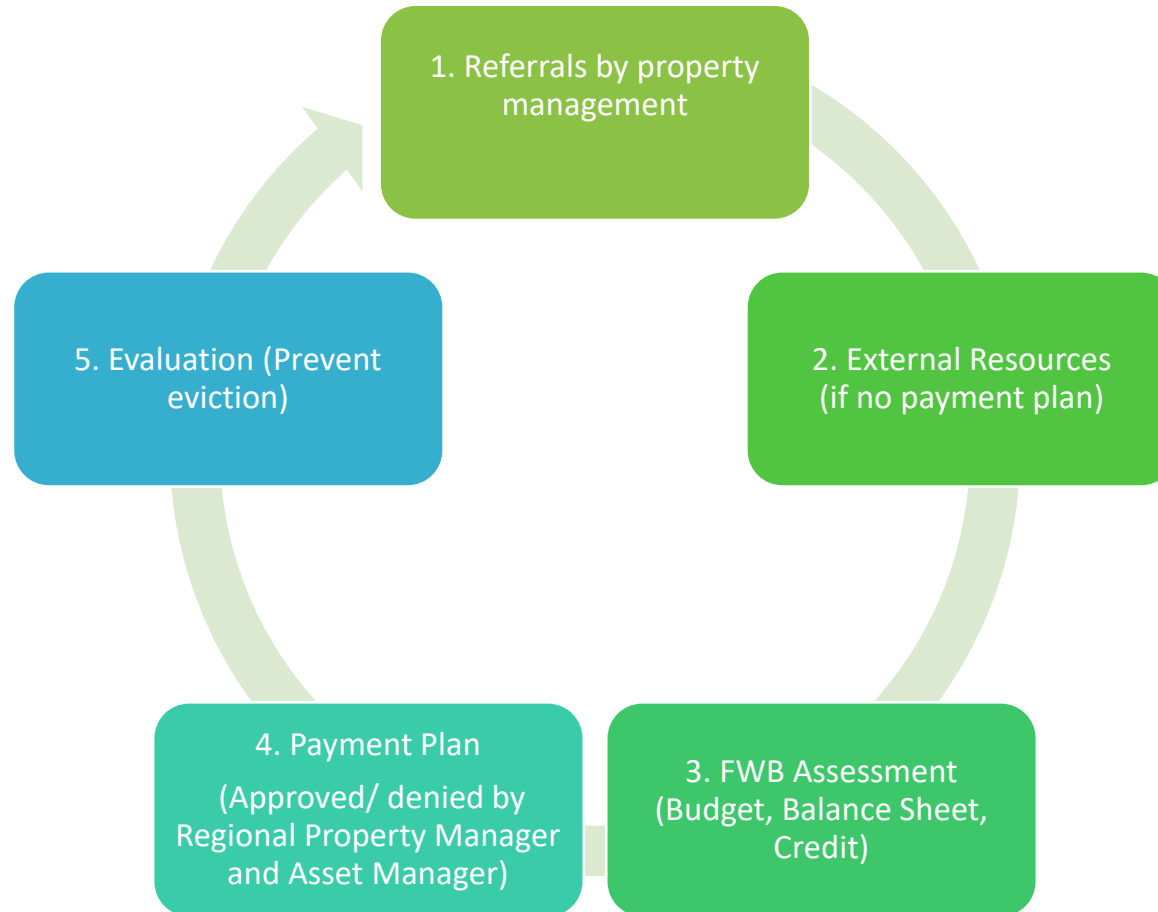 1. Referrals by property
management
2. External Resources
(if no payment plan)
3. FWB Assessment
(Budget, Balance Sheet,
Credit)
4. Payment Plan
(Approved/ denied by
Regional Property Manager
and Asset Manager)
5. Evaluation (Prevent
eviction)